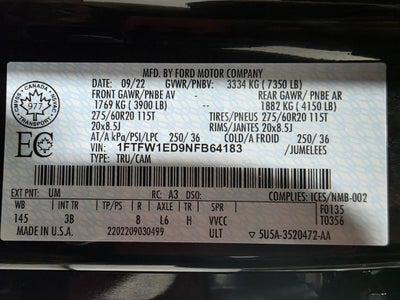 MFD. BY FORD MOTOR COMPANY
DATE: 09/22 GVWR/PNBV: 3334 KG ( 7350 LB)
FRONT GAWR/PNBE AV REAR GAWR/PNBE AR
1769 KG ( 3900 LB) 1882 KG ( 4150 LB)
275/60R20 115T TIRES/PNEUS 275/60R20 115T
20x8.5J RIMS/JANTES 20x8.5J
AT/A kPa/PSI/LPC 250/ 36 COLD/A FROID 250/ 36
VIN: 1FTFW1ED9NFB64183 /JUMELEES
TYPE: TRU/CAM
CANADA
977
TRANSPORT
EC
EXT PNT: UM RC: A3 DSO: COMPLIES: ICES/NMB-002
WB INT TR TP/PS R AXLE TR SPR F0135
145 3B 8 L6 H VVCC T0356
MADE IN U.S.A. 2202209030499 ULT 5U5A-3520472-AA